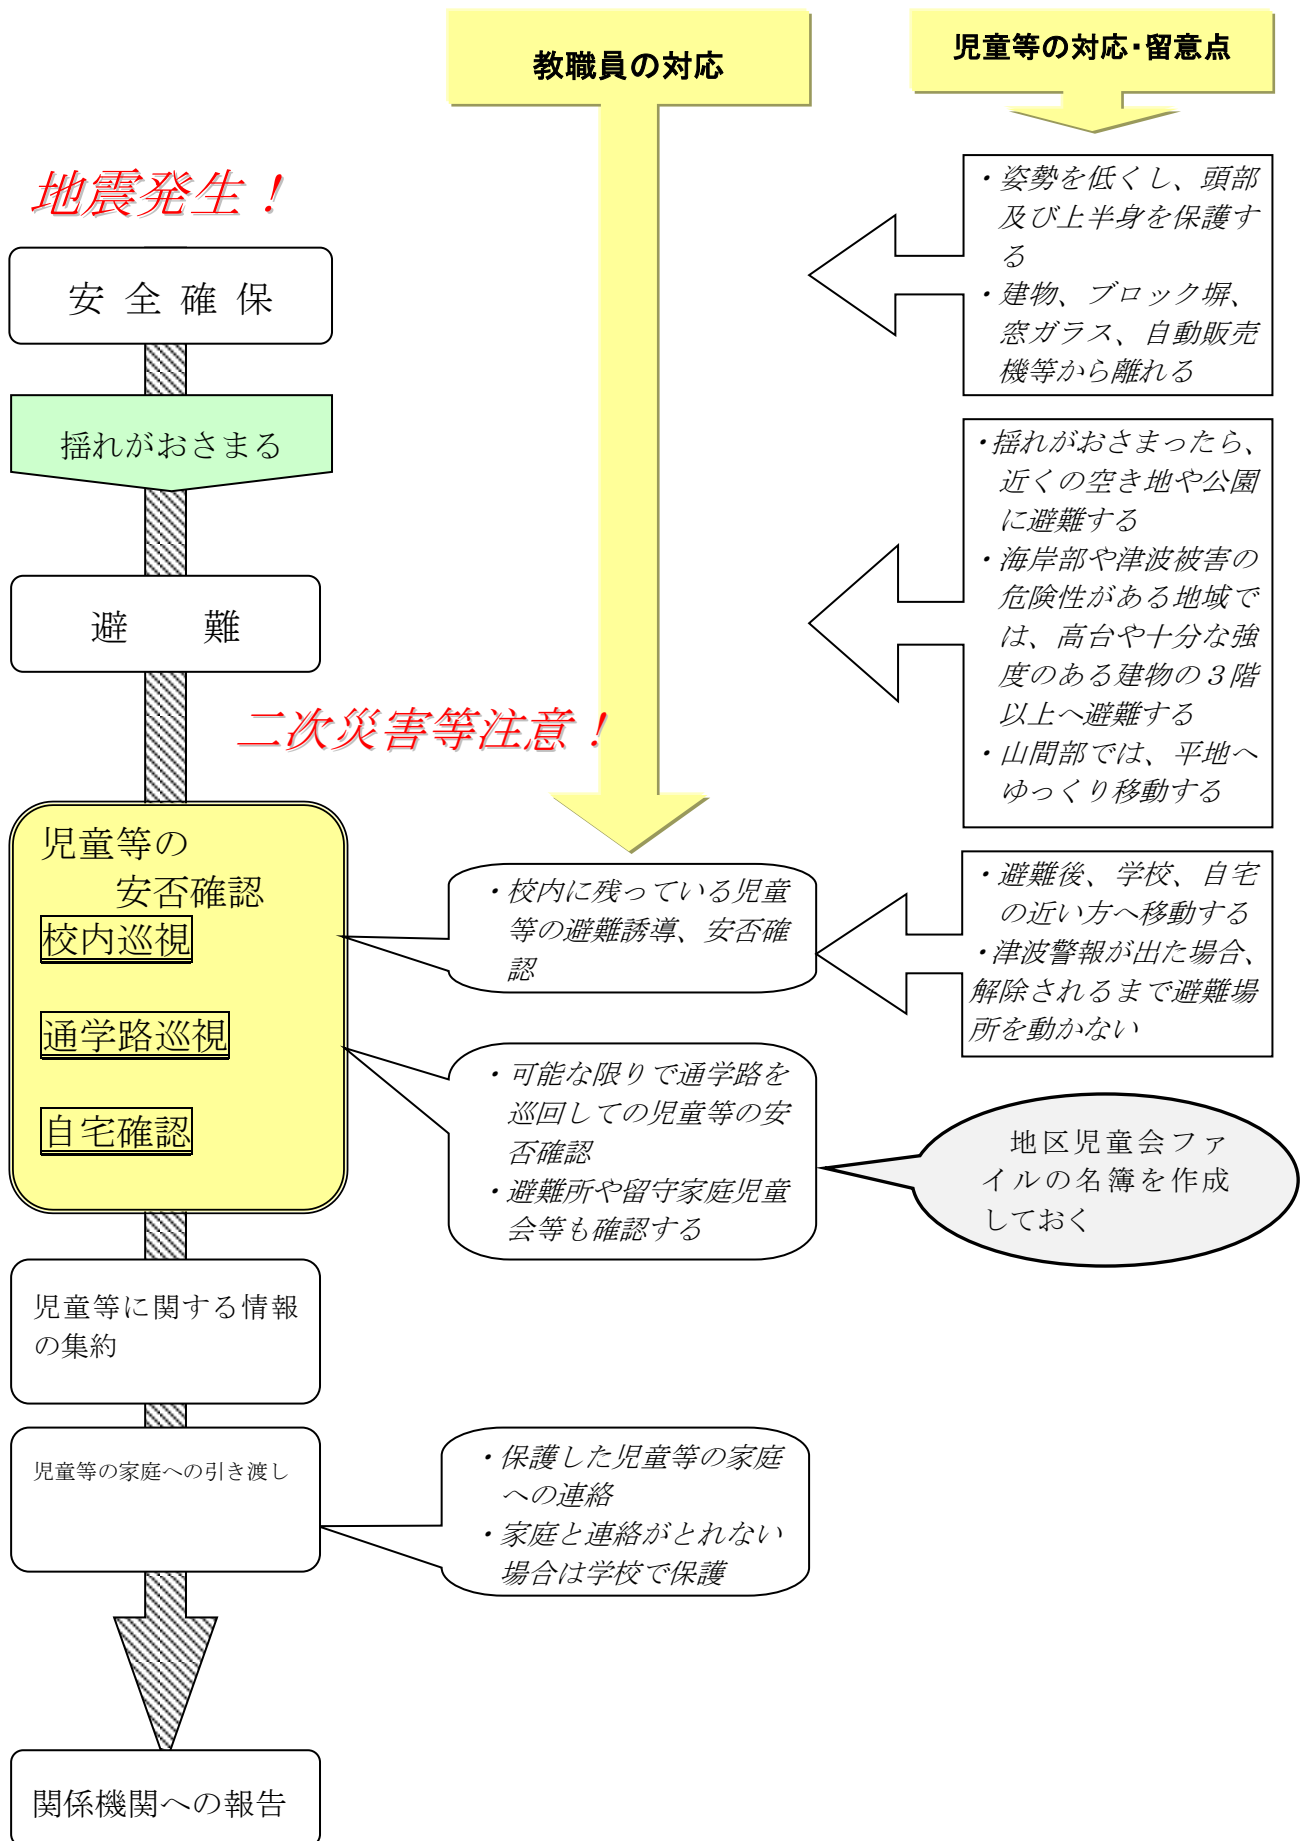 教職員の対応
児童等の対応・留意点
地震発生！
安全確保
・姿勢を低くし、頭部
及び上半身を保護す
る
・建物、ブロック塀、
窓ガラス、自動販売
機等から離れる
揺れがおさまる
・揺れがおさまったら、
近くの空き地や公園
に避難する
・海岸部や津波被害の
危険性がある地域で
は、高台や十分な強
度のある建物の３階
以上へ避難する
・山間部では、平地へ
ゆっくり移動する
避　難
二次災害等注意！
児童等の
安否確認
校内巡視
通学路巡視
自宅確認
・校内に残っている児童
等の避難誘導、安否確
認
・避難後、学校、自宅
の近い方へ移動する
・津波警報が出た場合、
解除されるまで避難場
所を動かない
・可能な限りで通学路を
巡回しての児童等の安
否確認
・避難所や留守家庭児童
会等も確認する
地区児童会ファ
イルの名簿を作成
しておく
児童等に関する情報
の集約
児童等の家庭への引き渡し
・保護した児童等の家庭
への連絡
・家庭と連絡がとれない
場合は学校で保護
関係機関への報告